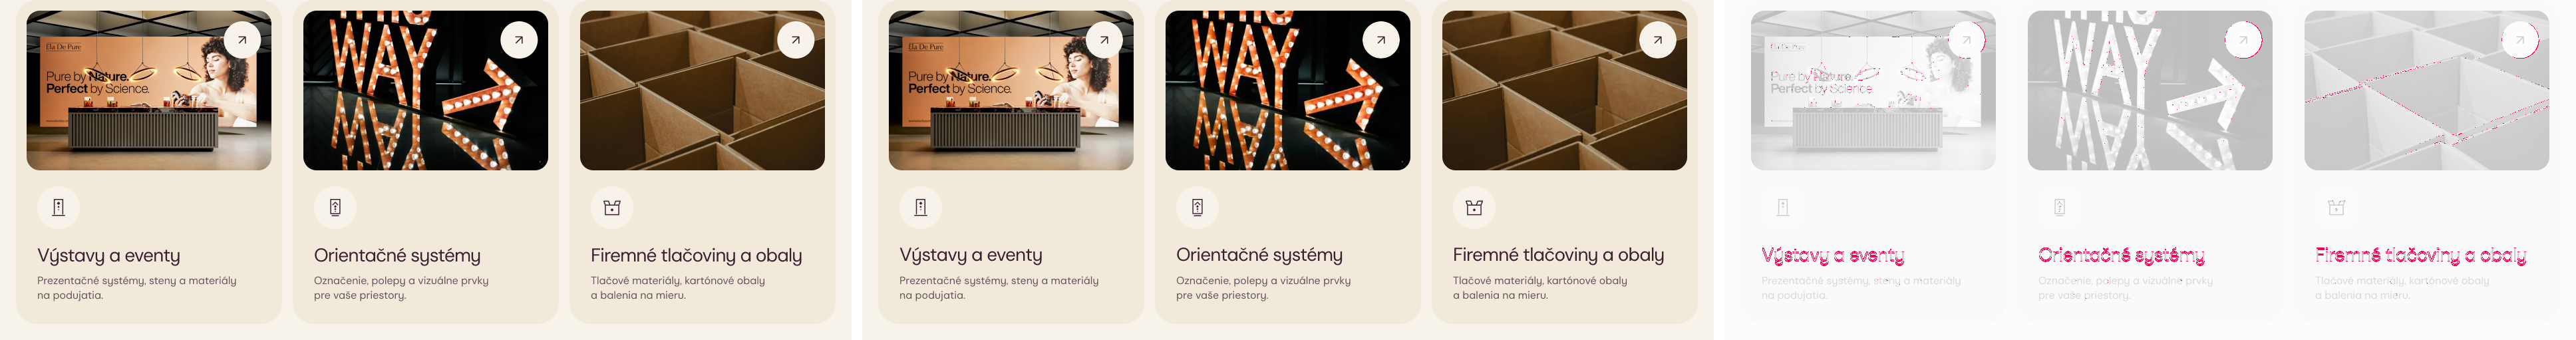 Ela De Pure
Pure by Nature.
Perfect by Science.
WAY
Výstavy a eventy
Prezentačné systémy, steny a materiály
na podujatia.
Orientačné systémy
Označenie, polepy a vizuálne prvky
pre vaše priestory.
Firemné tlačoviny a obaly
Tlačové materiály, kartónové obaly
a balenia na mieru.
Ela De Pure
Pure by Nature.
Perfect by Science.
WAY
Výstavy a eventy
Prezentačné systémy, steny a materiály
na podujatia.
Orientačné systémy
Označenie, polepy a vizuálne prvky
pre vaše priestory.
Firemné tlačoviny a obaly
Tlačové materiály, kartónové obaly
a balenia na mieru.
Ela De Pure
Pure by Nature.
Perfect by Science.
WAY
Výstavy a eventy
Prezentačné systémy, steny a materiály
na podujatia.
Orientačné systémy
Označenie, polepy a vizuálne prvky
pre vaše priestory.
Firemné tlačoviny a obaly
Tlačové materiály, kartónové obaly
a balenia na mieru.